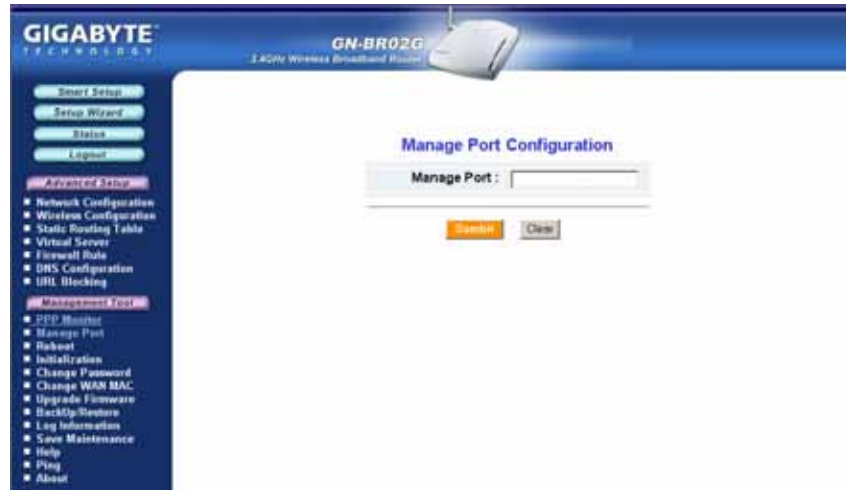 GIGABYTE
TECHNOLOGY
GN-BR02G
2.4GHz Wireless Broadband Router
Smart Setup
Setup Wizard
Status
Logout
Advanced Setup
Network Configuration
Wireless Configuration
Static Routing Table
Virtual Server
Firewall Rule
DNS Configuration
URL Blocking
Management Tool
PPP Monitor
Manage Port
Reboot
Initialization
Change Password
Change WAN MAC
Upgrade Firmware
BackUp/Restore
Log Information
Save Maintenance
Help
Ping
About
Manage Port Configuration
Manage Port :
Submit Clear